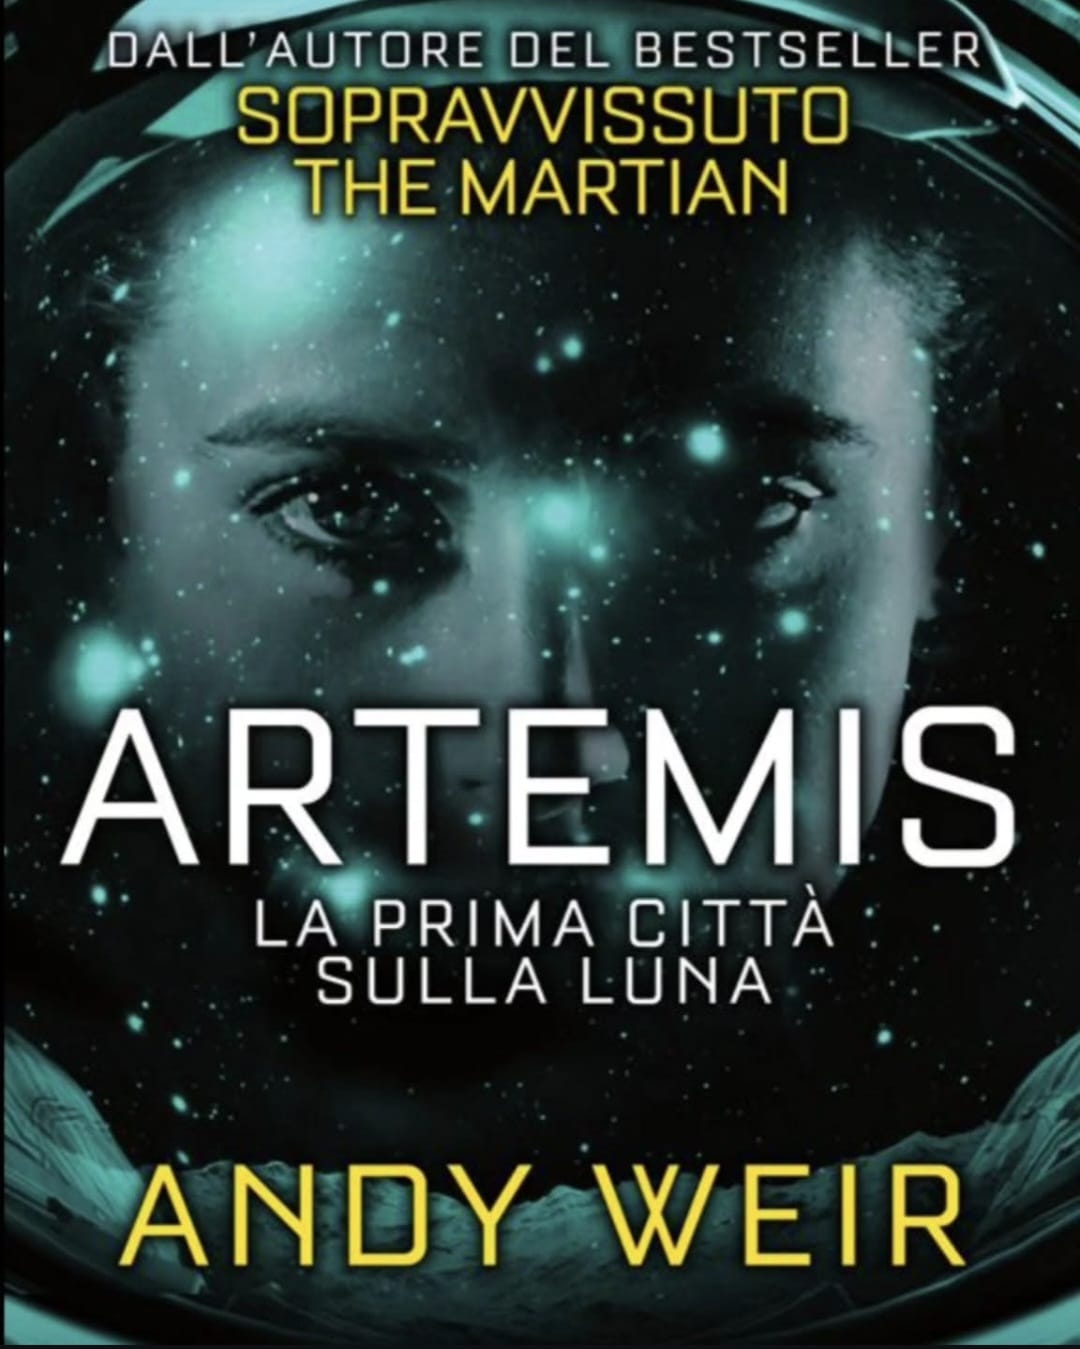 DALL'AUTORE DEL BESTSELLER
SOPRAVVISSUTO
THE MARTIAN
ARTEMIS
LA PRIMA CITTÀ
SULLA LUNA
ANDY WEIR